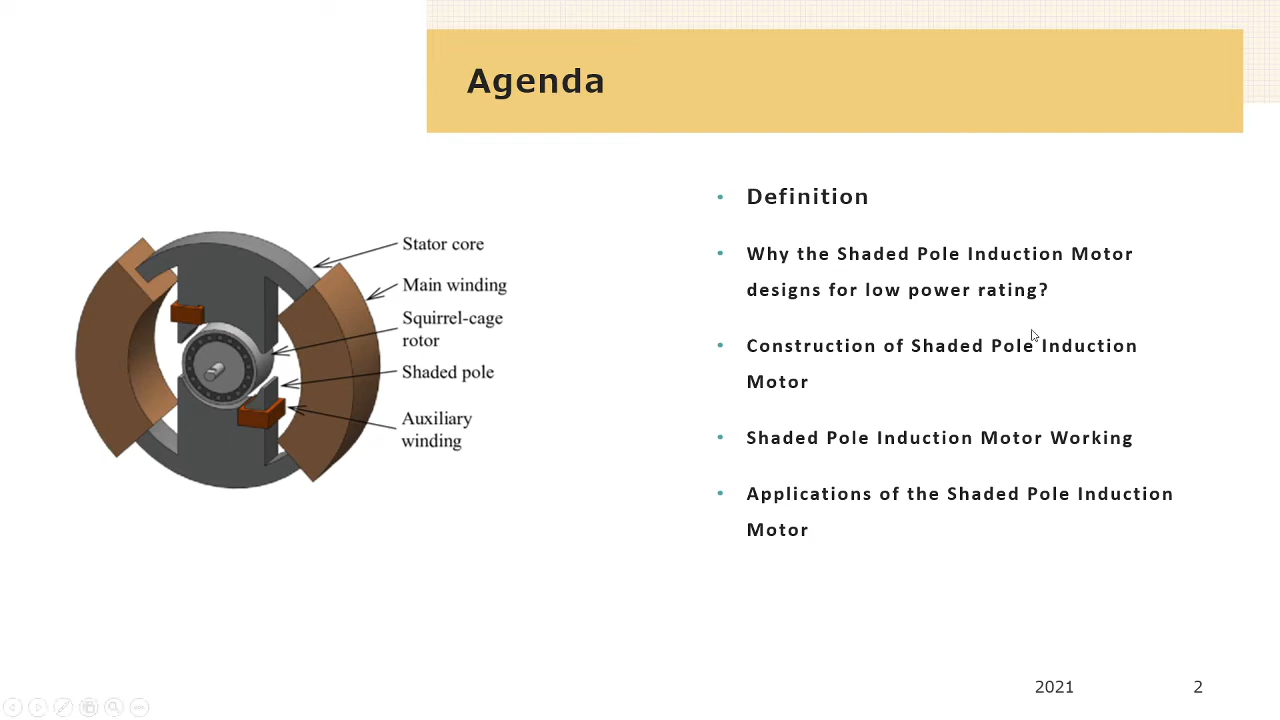 Agenda
Stator core
Main winding
Squirrel-cage
rotor
Shaded pole
Auxiliary
winding
• Definition
• Why the Shaded Pole Induction Motor
designs for low power rating?
• Construction of Shaded Pole Induction
Motor
• Shaded Pole Induction Motor Working
• Applications of the Shaded Pole Induction
Motor
2021
2